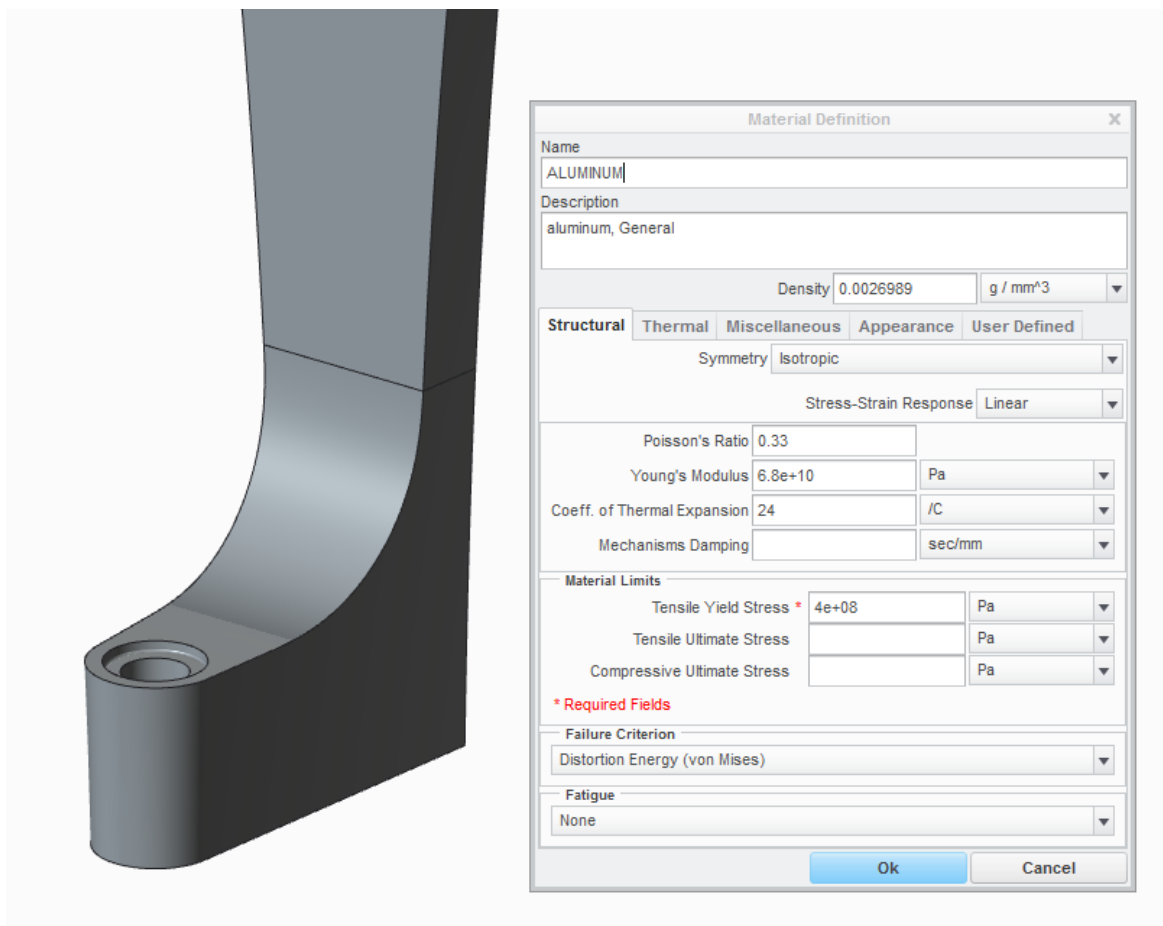 Material Definition X
Name
ALUMINUM
Description
aluminum, General
Density 0.0026989 g / mm^3
Structural Thermal Miscellaneous Appearance User Defined
Symmetry Isotropic
Stress-Strain Response Linear
Poisson's Ratio 0.33
Young's Modulus 6.8e+10 Pa
Coeff. of Thermal Expansion 24 /C
Mechanisms Damping sec/mm
Material Limits
Tensile Yield Stress * 4e+08 Pa
Tensile Ultimate Stress Pa
Compressive Ultimate Stress Pa
* Required Fields
Failure Criterion
Distortion Energy (von Mises)
Fatigue
None
Ok Cancel